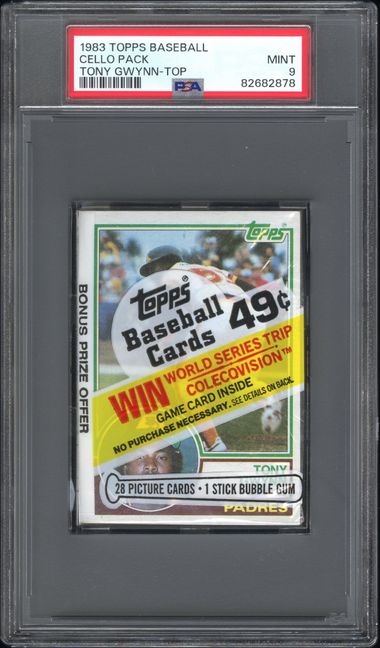 1983 TOPPS BASEBALL
CELLO PACK MINT
TONY GWYNN-TOP 9
PSA 82682878
topps
BONUS PRIZE OFFER
topps
Baseball
Cards 49¢
WIN WORLD SERIES TRIP
COLECOVISION™
GAME CARD INSIDE
NO PURCHASE NECESSARY. SEE DETAILS ON BACK.
TONY
GWYNN
28 PICTURE CARDS • 1 STICK BUBBLE GUM
PADRES